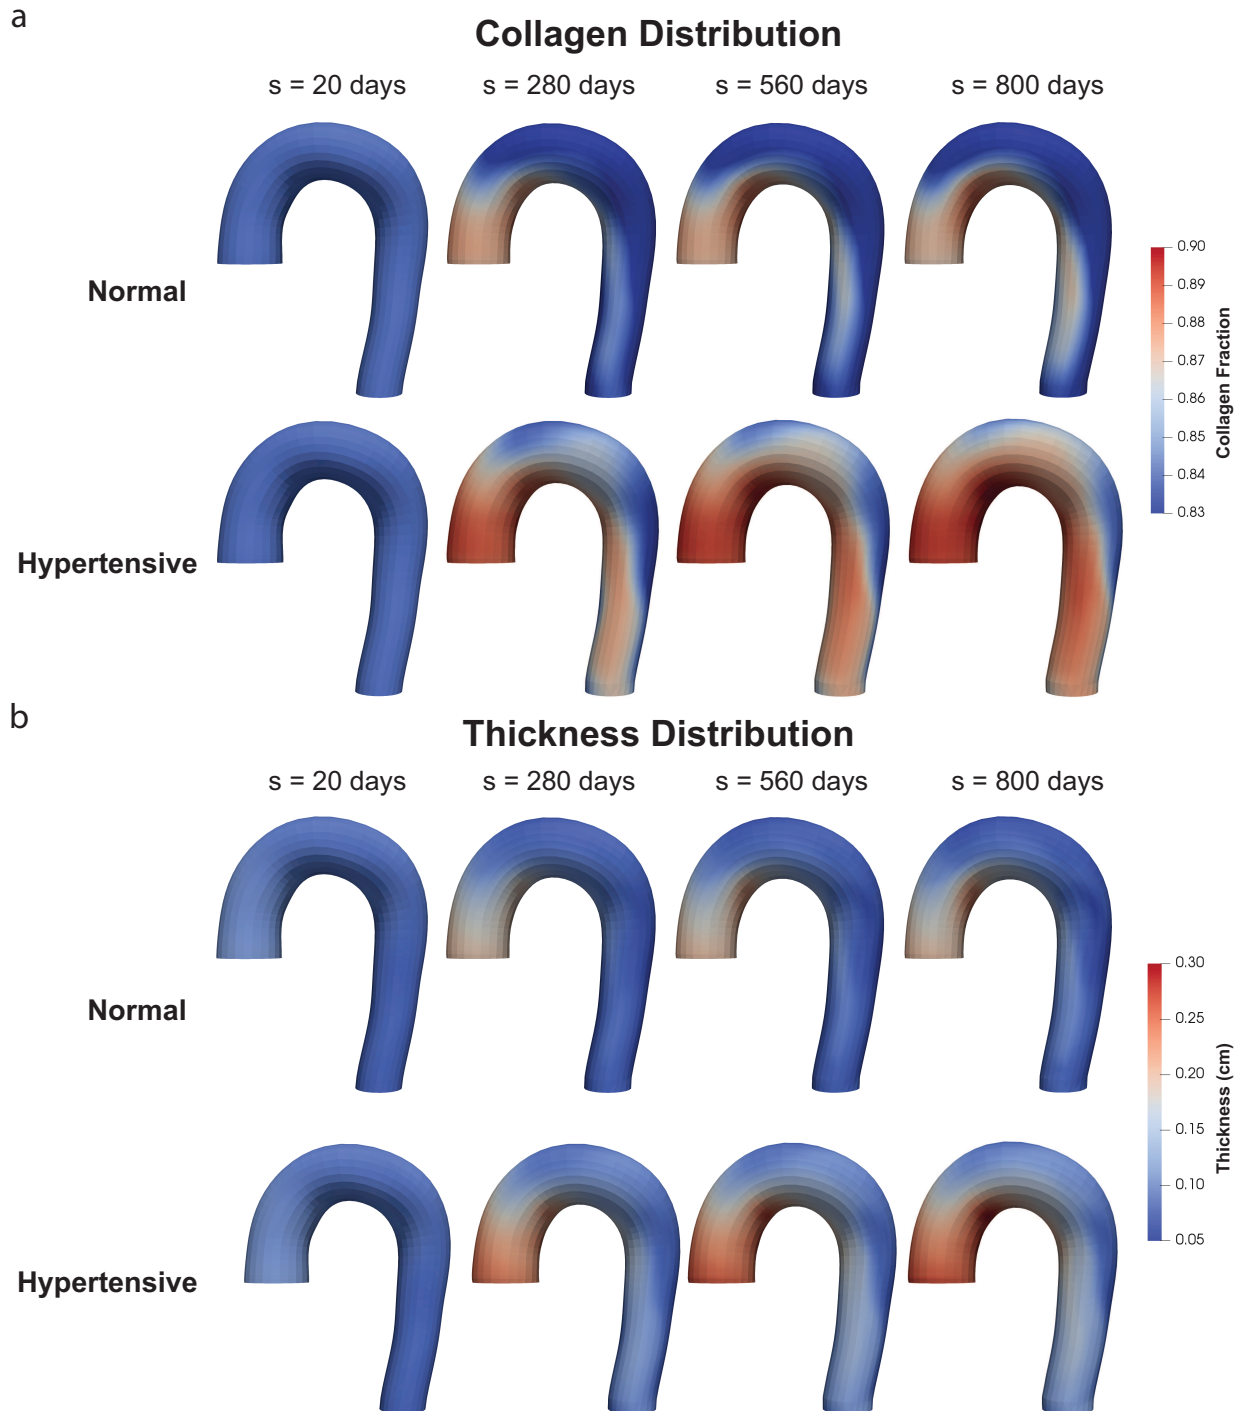 a
Collagen Distribution
s = 20 days s = 280 days s = 560 days s = 800 days
Normal
Hypertensive
0.90
0.89
0.88
0.87
0.86
0.85
0.84
0.83
Collagen Fraction
b
Thickness Distribution
s = 20 days s = 280 days s = 560 days s = 800 days
Normal
Hypertensive
0.30
0.25
0.20
0.15
0.10
0.05
Thickness (cm)